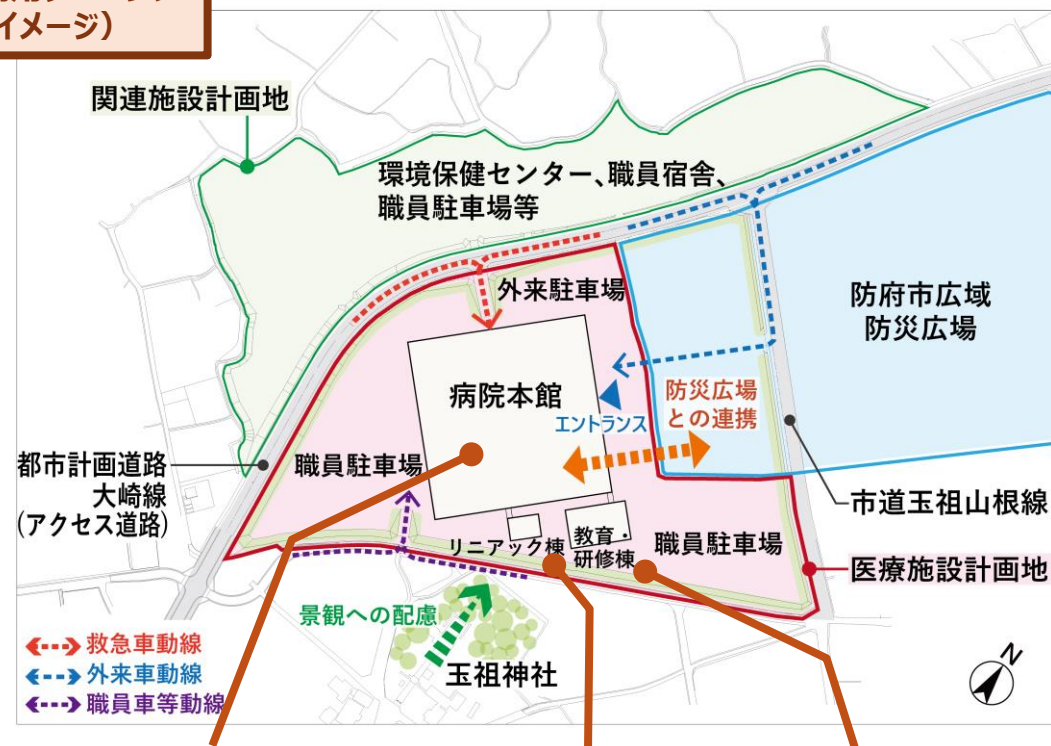 イメージ）
関連施設計画地
環境保健センター、職員宿舎、
職員駐車場等
外来駐車場
防府市広域
防災広場
病院本館
エントランス
防災広場
との連携
都市計画道路
大崎線
(アクセス道路)
職員駐車場
市道玉祖山根線
リニアック棟
教育・
研修棟
職員駐車場
医療施設計画地
景観への配慮
玉祖神社
救急車動線
外来車動線
職員車等動線
N